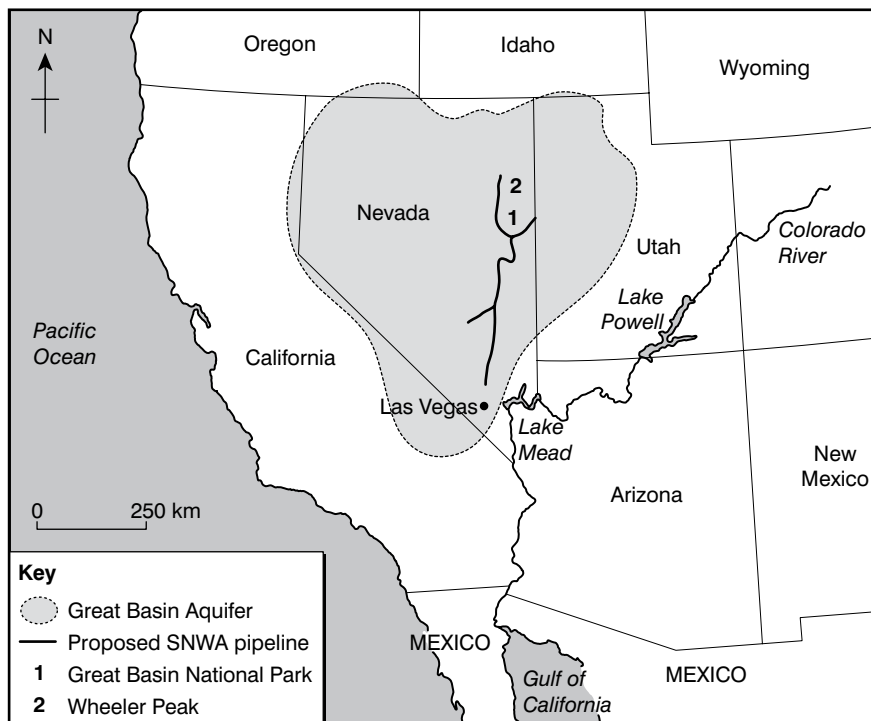 N
Oregon
Idaho
Wyoming
Nevada
2
1
Utah
Colorado
River
Lake
Powell
Pacific
Ocean
California
Las Vegas
Lake
Mead
Arizona
New
Mexico
0 250 km
Key
Great Basin Aquifer
Proposed SNWA pipeline
1 Great Basin National Park
2 Wheeler Peak
MEXICO
Gulf of
California
MEXICO